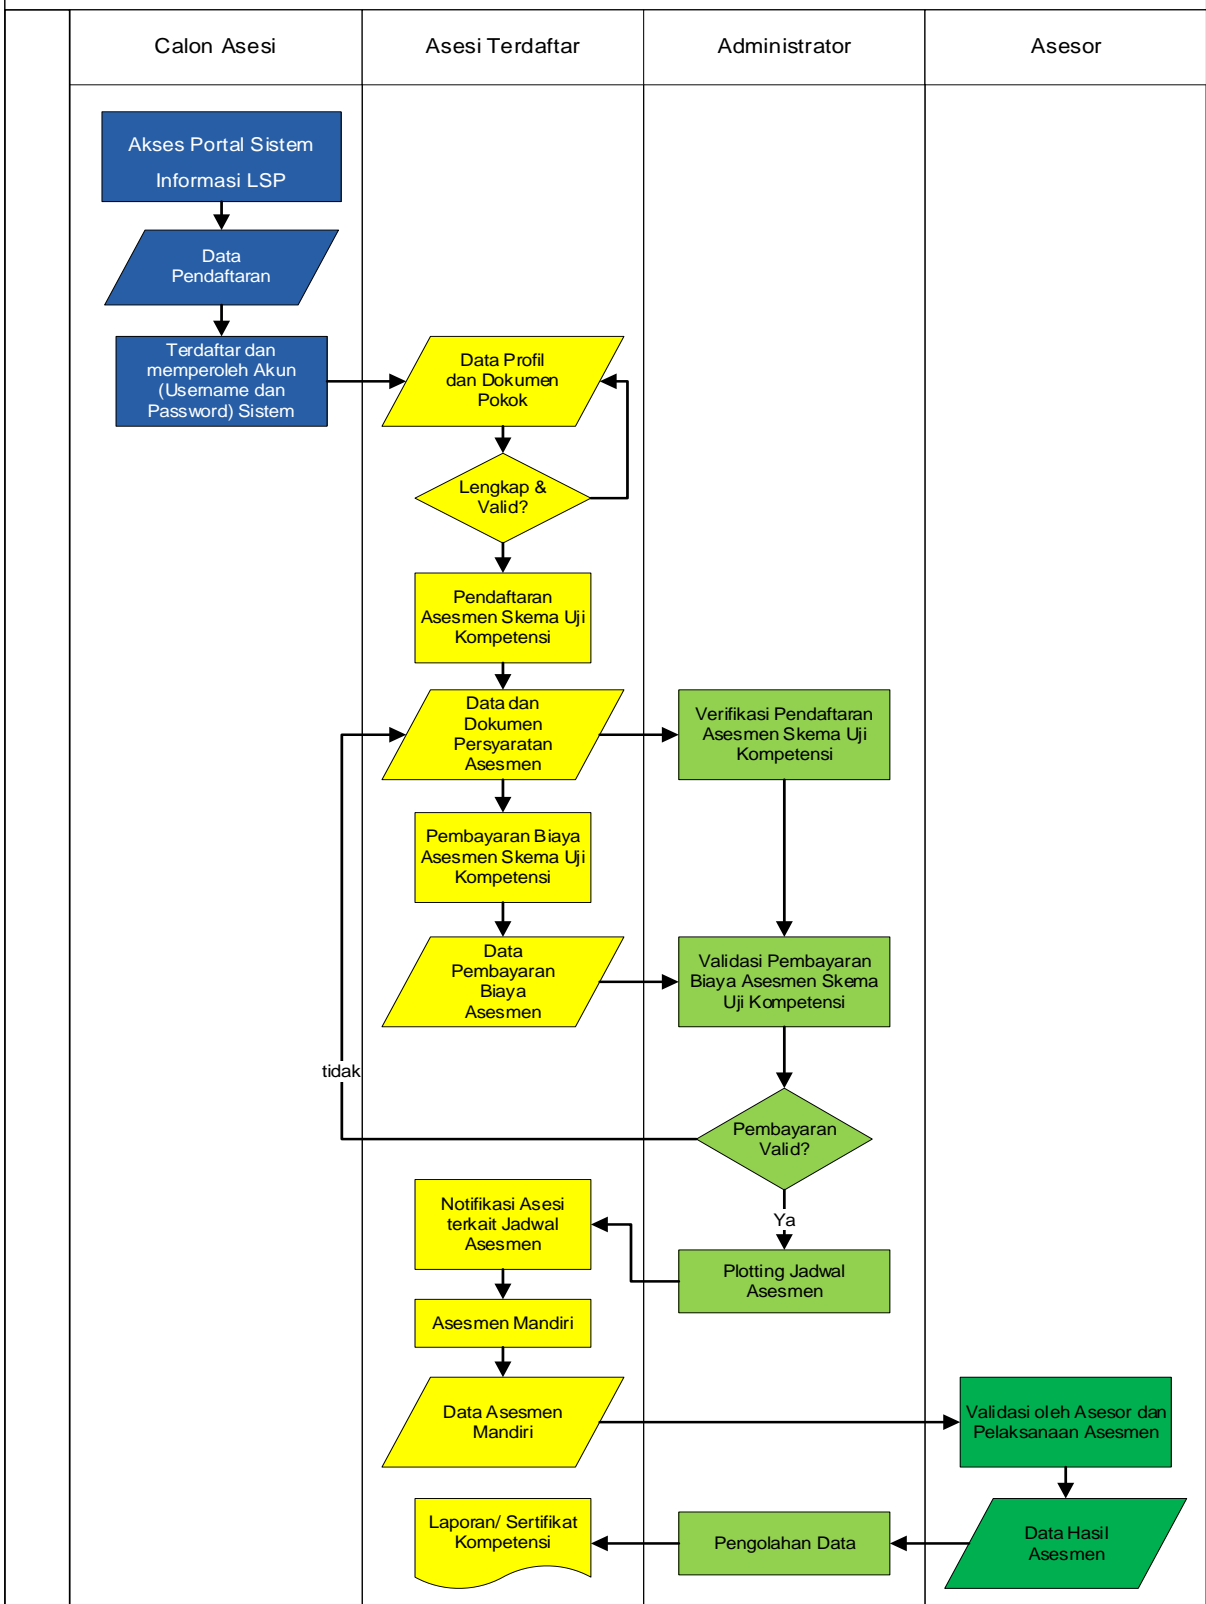 Calon Asesi
Asesi Terdaftar
Administrator
Asesor
Akses Portal Sistem
Informasi LSP
Data
Pendaftaran
Terdaftar dan
memperoleh Akun
(Username dan
Password) Sistem
Data Profil
dan Dokumen
Pokok
Lengkap &
Valid?
Pendaftaran
Asesmen Skema Uji
Kompetensi
Data dan
Dokumen
Persyaratan
Asesmen
Verifikasi Pendaftaran
Asesmen Skema Uji
Kompetensi
Pembayaran Biaya
Asesmen Skema Uji
Kompetensi
Data
Pembayaran
Biaya
Asesmen
Validasi Pembayaran
Biaya Asesmen Skema
Uji Kompetensi
tidak
Pembayaran
Valid?
Ya
Notifikasi Asesi
terkait Jadwal
Asesmen
Plotting Jadwal
Asesmen
Asesmen Mandiri
Data Asesmen
Mandiri
Validasi oleh Asesor dan
Pelaksanaan Asesmen
Laporan/ Sertifikat
Kompetensi
Pengolahan Data
Data Hasil
Asesmen